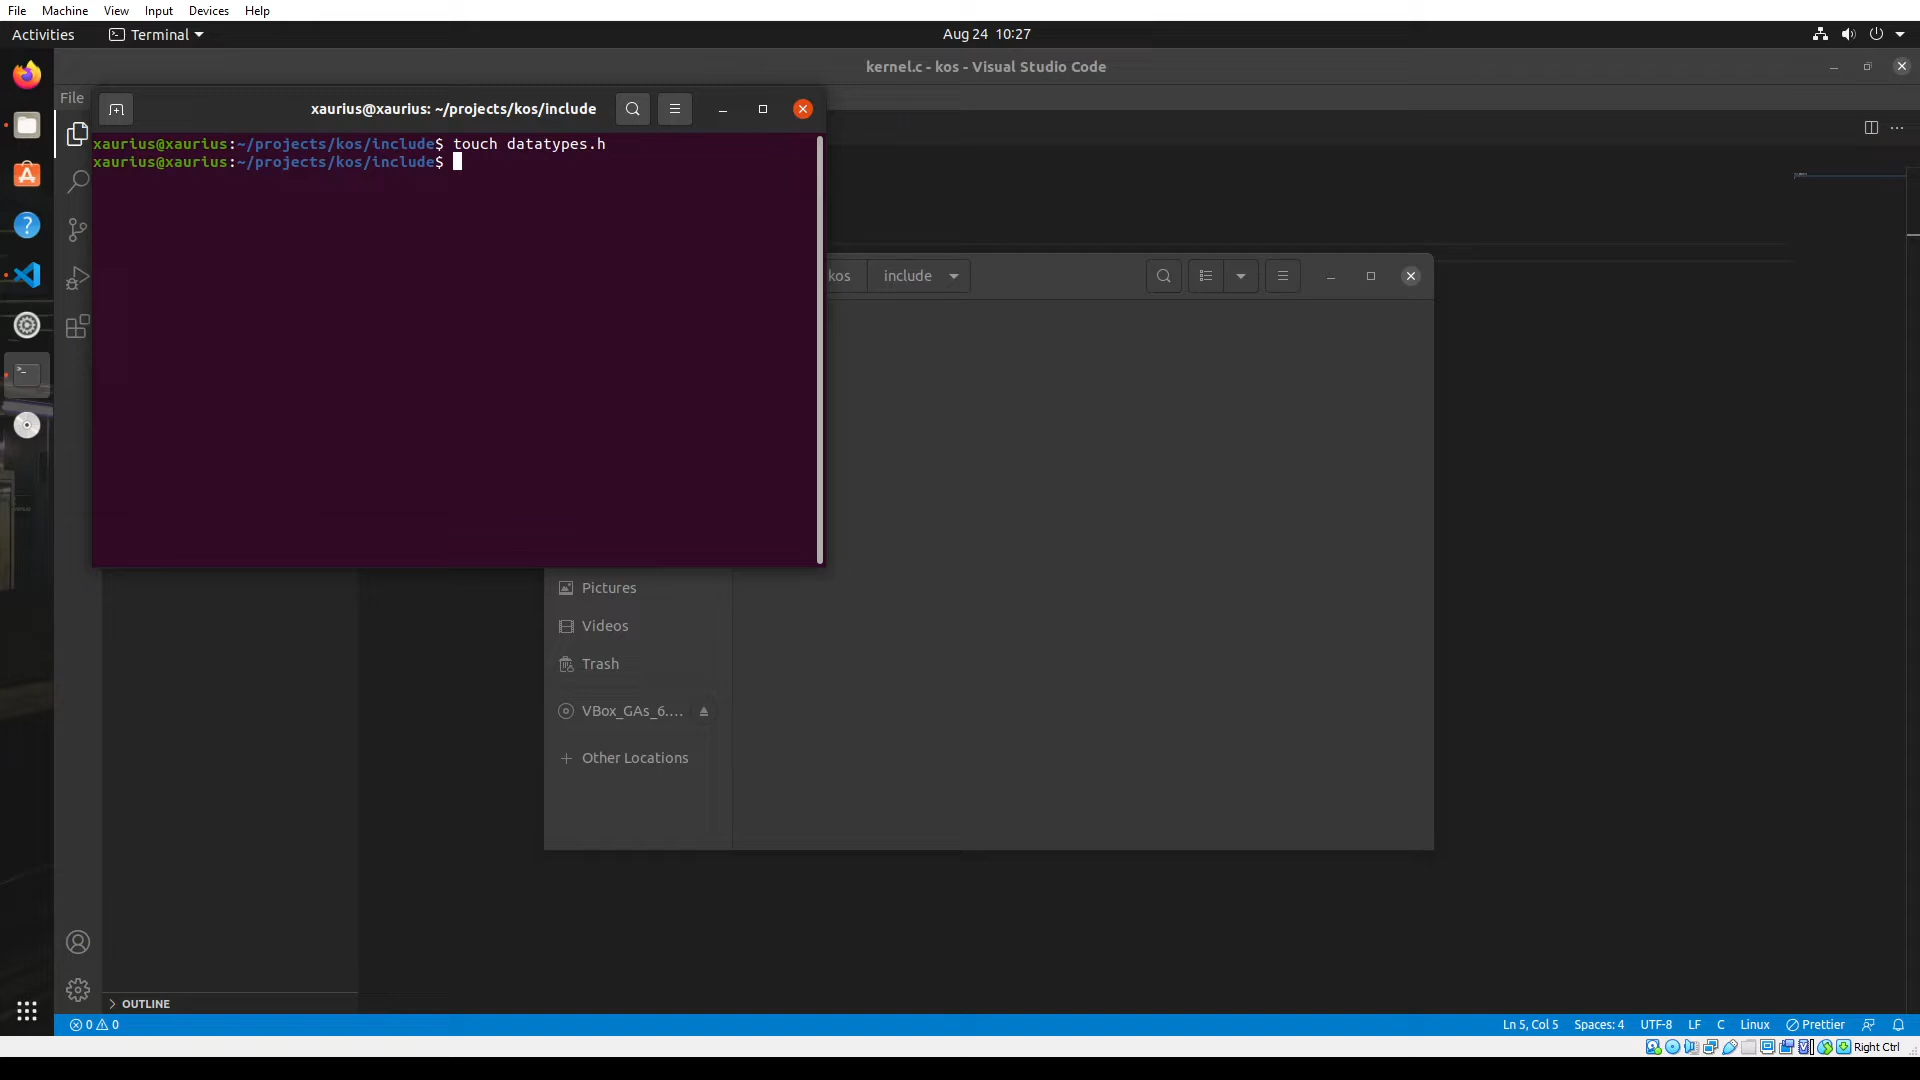 File Machine View Input Devices Help
Activities Terminal Aug 24 10:27
kernel.c - kos - Visual Studio Code
File
xaurius@xaurius: ~/projects/kos/include
xaurius@xaurius:~/projects/kos/include$ touch datatypes.h
xaurius@xaurius:~/projects/kos/include$
kos include
Pictures
Videos
Trash
VBox_GAs_6....
Other Locations
OUTLINE
0 0 Ln 5, Col 5 Spaces: 4 UTF-8 LF C Linux Prettier
Right Ctrl